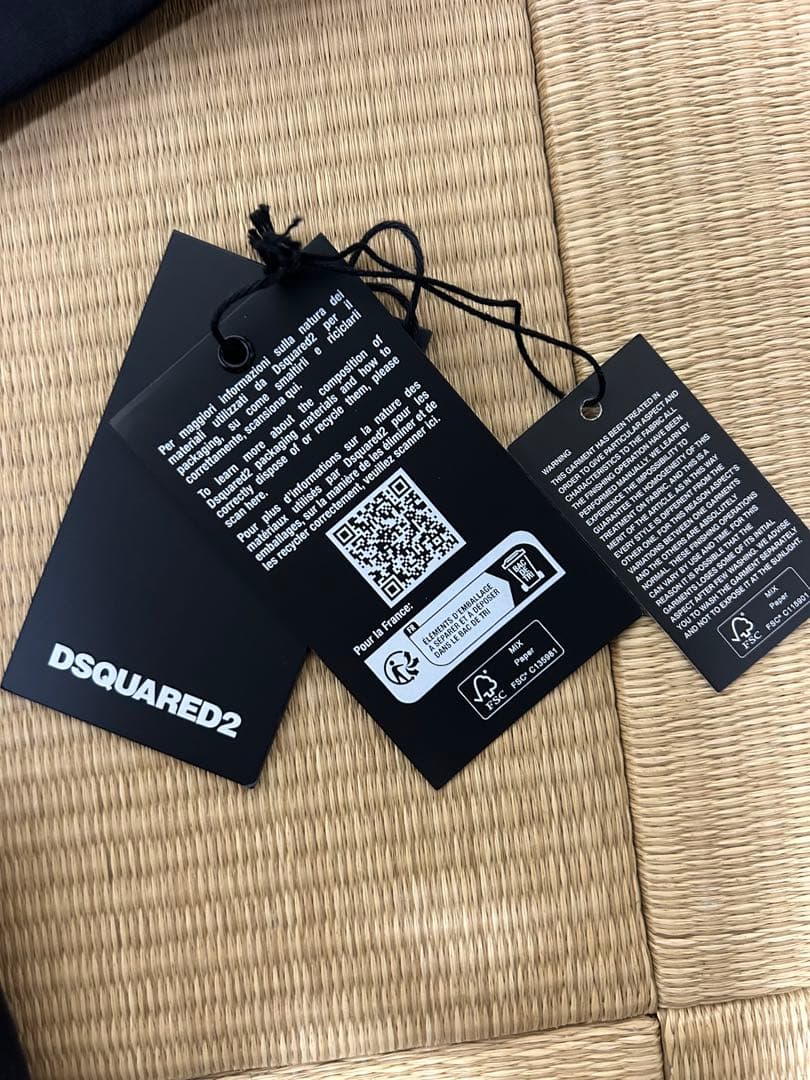 DSQUARED2
Per maggiori informazioni sulla natura dei
materiali utilizzati da Dsquared2 per il
packaging, su come smaltirli e riciclarli
correttamente, scansiona qui.
To learn more about the composition of
Dsquared2 packaging materials and how to
correctly dispose of or recycle them please
scan here.
Pour plus d'informations sur la nature des
matériaux utilisés par Dsquared2 pour les
emballages, sur la manière de les éliminer et de
les recycler correctement, veuillez scanner ici.
Pour la France:
FR
ÉLÉMENTS D'EMBALLAGE
À SÉPARER ET À DÉPOSER
DANS LE BAC DE TRI
BAC
DE
TRI
FSC
MIX
Paper
FSC® C135981
WARNING
THIS GARMENT HAS BEEN TREATED IN
ORDER TO GIVE PARTICULAR ASPECT AND
CHARACTERISTICS TO THE FABRIC ALL
THE FINISHING OPERATION HAVE BEEN
PERFORMED MANUALLY. WE LEARN BY
EXPERIENCE THE IMPOSSIBILITY TO
GUARANTEE THE HOMOGENEITY OF THIS
TREATMENT ON FABRIC, AND THIS IS A
MERIT OF THE ARTICLE, AS IN THIS WAY
EVERY STYLE IS DIFFERENT FROM THE
OTHER ONE FOR THIS REASON ASPECT'S
VARIATIONS BETWEEN ONE GARMENTS
AND THE OTHERS ARE ABSOLUTELY
NORMAL. THESE FINISHING OPERATIONS
CAN VARY BY USE AND TIME FOR THIS
REASON IT IS POSSIBLE THAT THE
GARMENTS LOSES SOME OF ITS INITIAL
ASPECT AFTER FEW WASHING. WE ADVISE
YOU TO WASH THE GARMENT SEPARATELY
AND NOT TO EXPOSE IT AT THE SUNLIGHT.
FSC
MIX
Paper
FSC® C115901